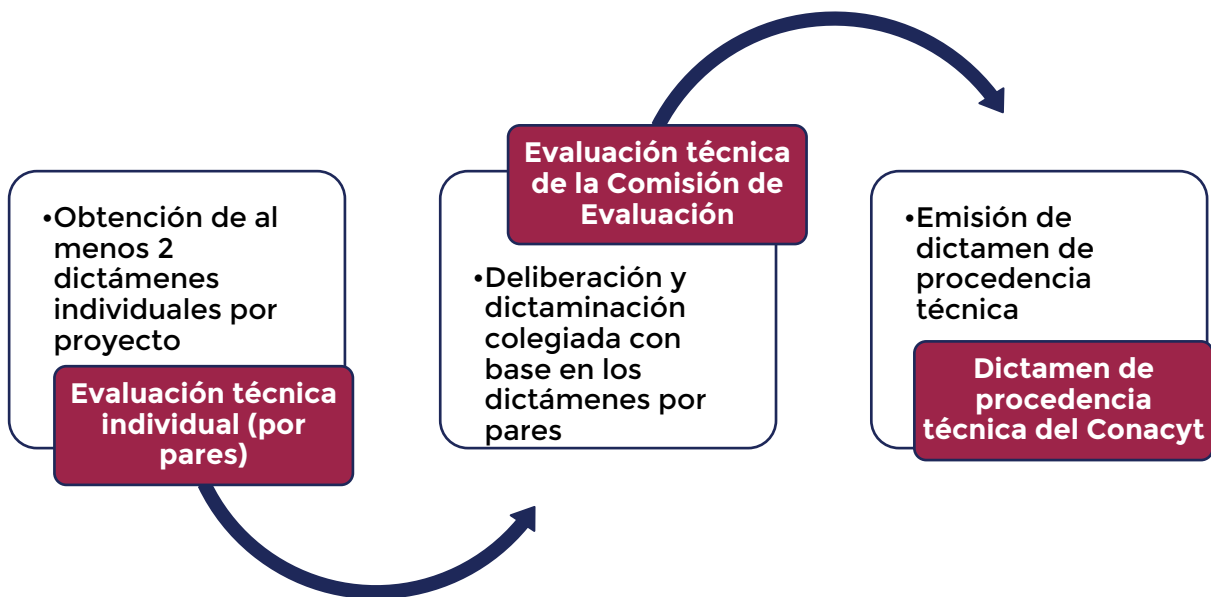 •Obtención de al
menos 2
dictámenes
individuales por
proyecto
Evaluación técnica
individual (por
pares)
Evaluación técnica
de la Comisión de
Evaluación
•Deliberación y
dictaminación
colegiada con
base en los
dictámenes por
pares
•Emisión de
dictamen de
procedencia
técnica
Dictamen de
procedencia
técnica del Conacyt